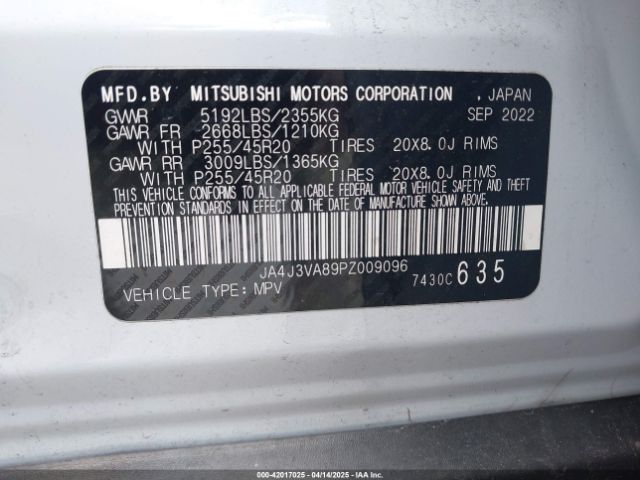 MFD.BY MITSUBISHI MOTORS CORPORATION , JAPAN
GVWR 5192LBS/2355KG SEP 2022
GAWR FR 2668LBS/1210KG
WITH P255/45R20 TIRES 20X8.0J RIMS
GAWR RR 3009LBS/1365KG
WITH P255/45R20 TIRES 20X8.0J RIMS
THIS VEHICLE CONFORMS TO ALL APPLICABLE FEDERAL MOTOR VEHICLE SAFETY AND THEFT
PREVENTION STANDARDS IN EFFECT ON THE DATE OF MANUFACTURE SHOWN ABOVE.
JA4J3VA89PZ009096
VEHICLE TYPE: MPV 7430C 635
000-42017025 - 04/14/2025 - www.iaai.com